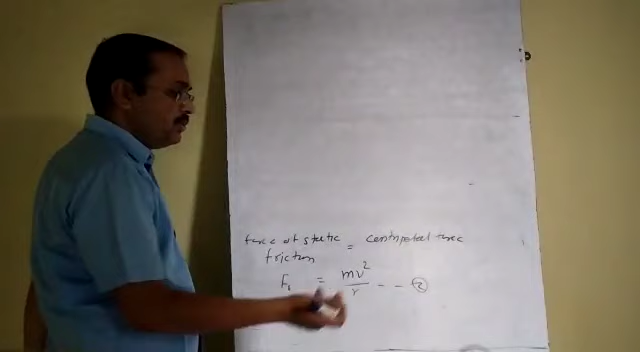 force of static = centripetal force
friction
F₁ = mv²/r - - ②